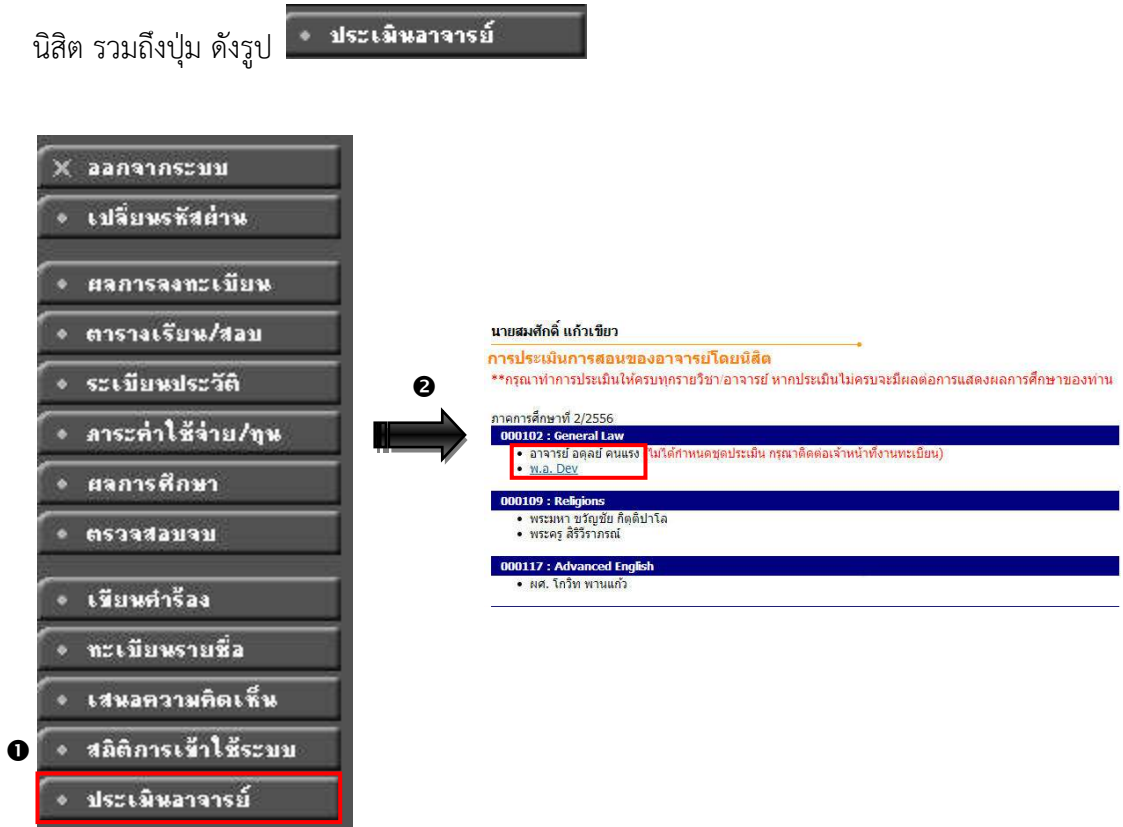 นิสิต รวมถึงปุ่ม ดังรูป ประเมินอาจารย์
ออกจากระบบ
เปลี่ยนรหัสผ่าน
ผลการลงทะเบียน
ตารางเรียน/สอบ
ระเบียนประวัติ
ภาระค่าใช้จ่าย/ทุน
ผลการศึกษา
ตรวจสอบจบ
เขียนคำร้อง
ทะเบียนรายชื่อ
เสนอความคิดเห็น
❶ สถิติการเข้าใช้ระบบ
ประเมินอาจารย์
❷
นายสมศักดิ์ แก้วเขียว
การประเมินการสอนของอาจารย์โดยนิสิต
**กรุณาทำการประเมินให้ครบทุกรายวิชา/อาจารย์ หากประเมินไม่ครบจะมีผลต่อการแสดงผลการศึกษาของท่าน
ภาคการศึกษาที่ 2/2556
000102 : General Law
• อาจารย์ อดุลย์ คนแรง (ไม่ได้กำหนดชุดประเมิน กรุณาติดต่อเจ้าหน้าที่งานทะเบียน)
• พ.อ. Dev
000109 : Religions
• พระมหา ขวัญชัย กิตติปาโล
• พระครู สิริวีราภรณ์
000117 : Advanced English
• ผศ. โกวิท พานแก้ว